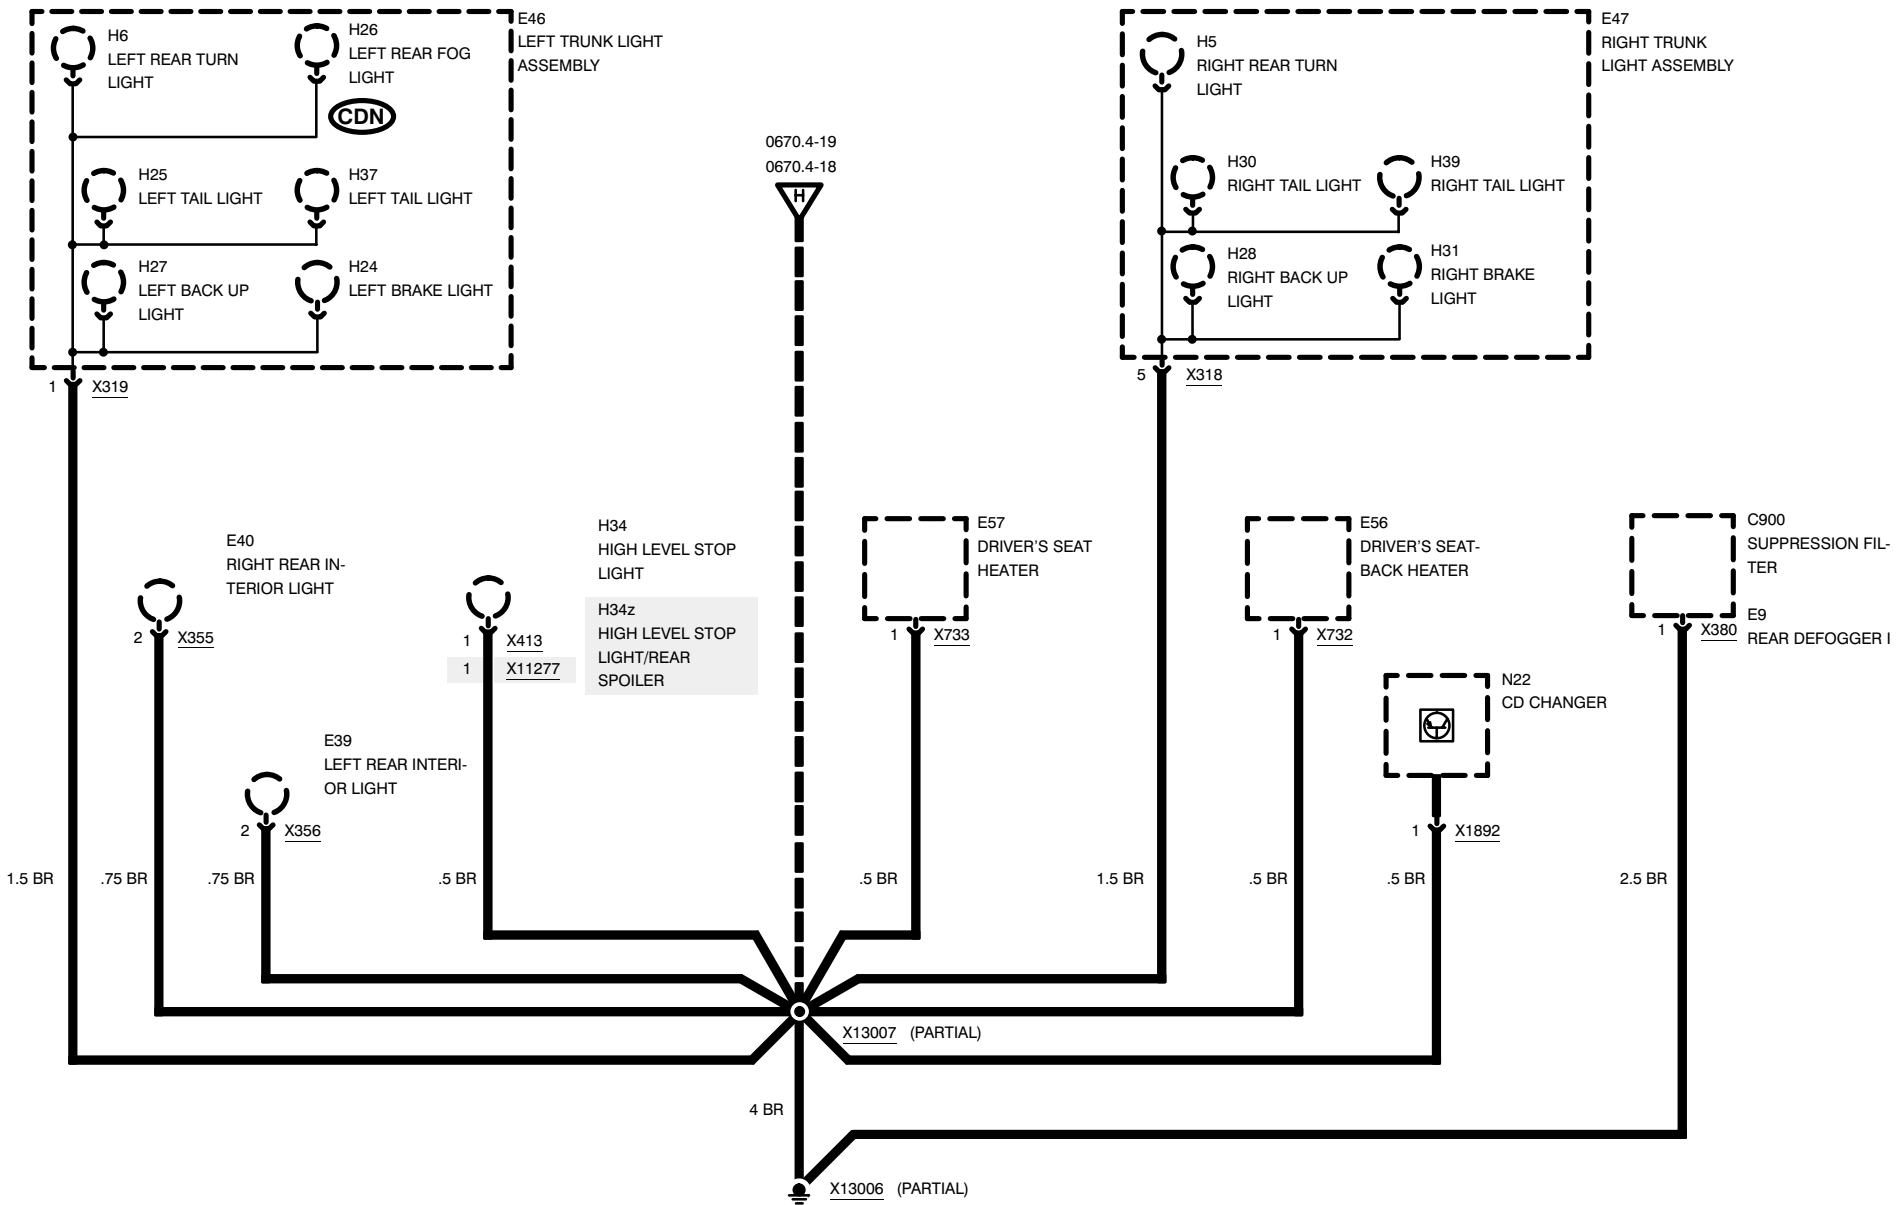 H6
LEFT REAR TURN
LIGHT
H26
LEFT REAR FOG
LIGHT
CDN
E46
LEFT TRUNK LIGHT
ASSEMBLY
H25
LEFT TAIL LIGHT
H37
LEFT TAIL LIGHT
H27
LEFT BACK UP
LIGHT
H24
LEFT BRAKE LIGHT
1
X319
0670.4-19
0670.4-18
H
E47
RIGHT TRUNK
LIGHT ASSEMBLY
H5
RIGHT REAR TURN
LIGHT
H30
RIGHT TAIL LIGHT
H39
RIGHT TAIL LIGHT
H28
RIGHT BACK UP
LIGHT
H31
RIGHT BRAKE
LIGHT
5
X318
E40
RIGHT REAR IN-
TERIOR LIGHT
2
X355
H34
HIGH LEVEL STOP
LIGHT
H34z
HIGH LEVEL STOP
LIGHT/REAR
SPOILER
1
X413
1
X11277
E57
DRIVER'S SEAT
HEATER
1
X733
E56
DRIVER'S SEAT-
BACK HEATER
1
X732
C900
SUPPRESSION FIL-
TER
E9
REAR DEFOGGER I
1
X380
N22
CD CHANGER
1
X1892
E39
LEFT REAR INTERI-
OR LIGHT
2
X356
1.5 BR
.75 BR
.75 BR
.5 BR
.5 BR
1.5 BR
.5 BR
.5 BR
2.5 BR
X13007 (PARTIAL)
4 BR
X13006 (PARTIAL)